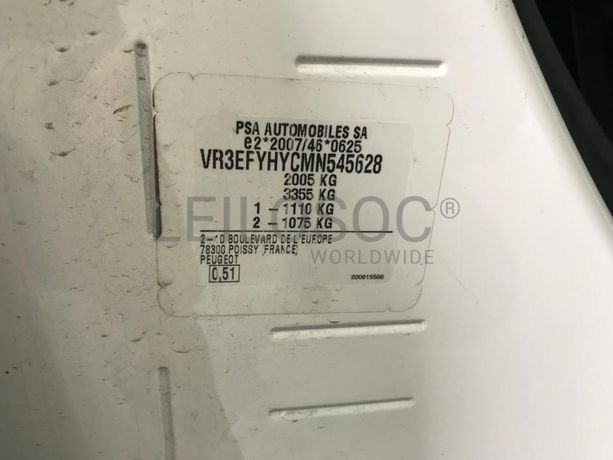 PSA AUTOMOBILES SA
e2*2007/46*0625
VR3EFYHYCMN545628
2005 KG
3355 KG
1 - 1110 KG
2 - 1075 KG
LEILOSOC®
WORLDWIDE
2-10 BOULEVARD DE L'EUROPE
78300 POISSY (FRANCE)
PEUGEOT
0,51
200615568